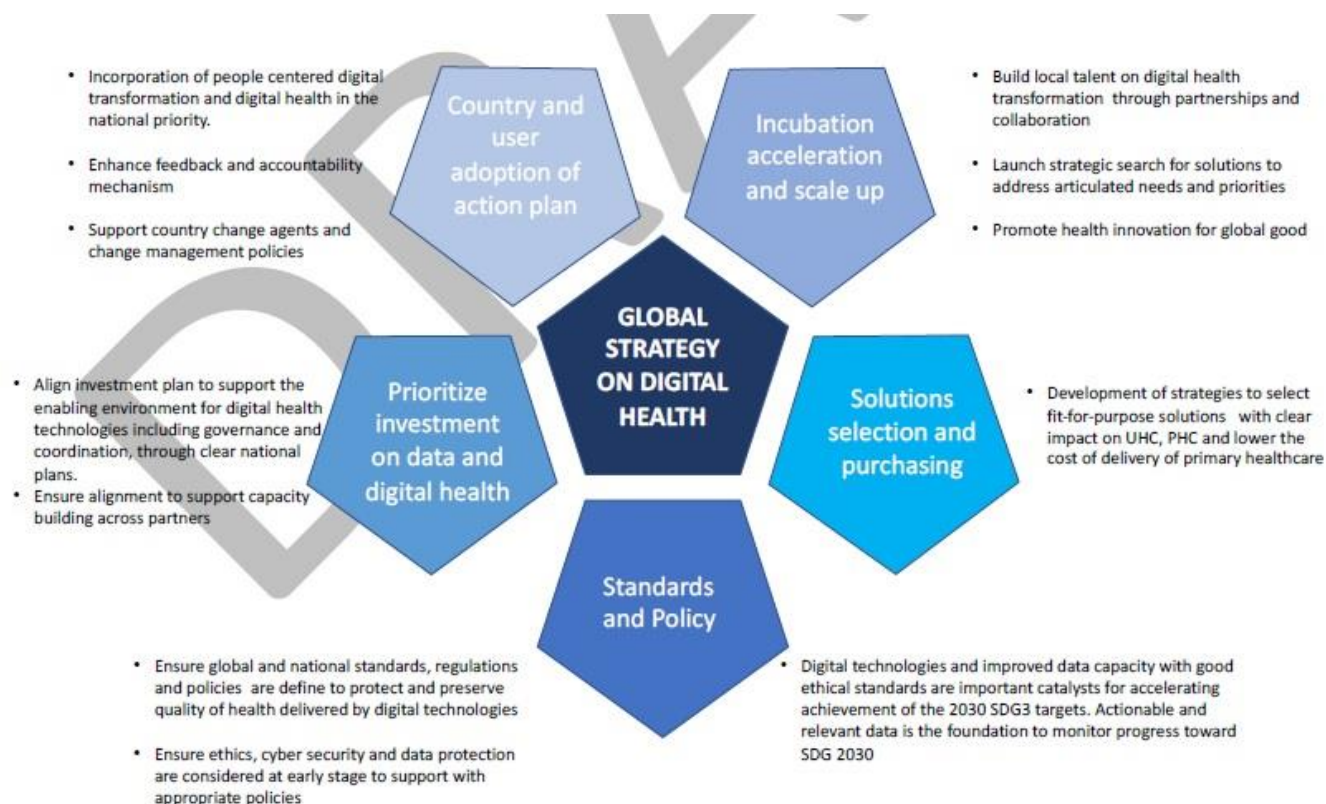 • Incorporation of people centered digital
transformation and digital health in the
national priority.
• Enhance feedback and accountability
mechanism
• Support country change agents and
change management policies
Country and
user
adoption of
action plan
Incubation
acceleration
and scale up
• Build local talent on digital health
transformation through partnerships and
collaboration
• Launch strategic search for solutions to
address articulated needs and priorities
• Promote health innovation for global good
GLOBAL
STRATEGY
ON DIGITAL
HEALTH
• Align investment plan to support the
enabling environment for digital health
technologies including governance and
coordination, through clear national
plans.
• Ensure alignment to support capacity
building across partners
Prioritize
investment
on data and
digital health
Solutions
selection and
purchasing
• Development of strategies to select
fit-for-purpose solutions with clear
impact on UHC, PHC and lower the
cost of delivery of primary healthcare
Standards
and Policy
• Ensure global and national standards, regulations
and policies are define to protect and preserve
quality of health delivered by digital technologies
• Ensure ethics, cyber security and data protection
are considered at early stage to support with
appropriate policies
• Digital technologies and improved data capacity with good
ethical standards are important catalysts for accelerating
achievement of the 2030 SDG3 targets. Actionable and
relevant data is the foundation to monitor progress toward
SDG 2030